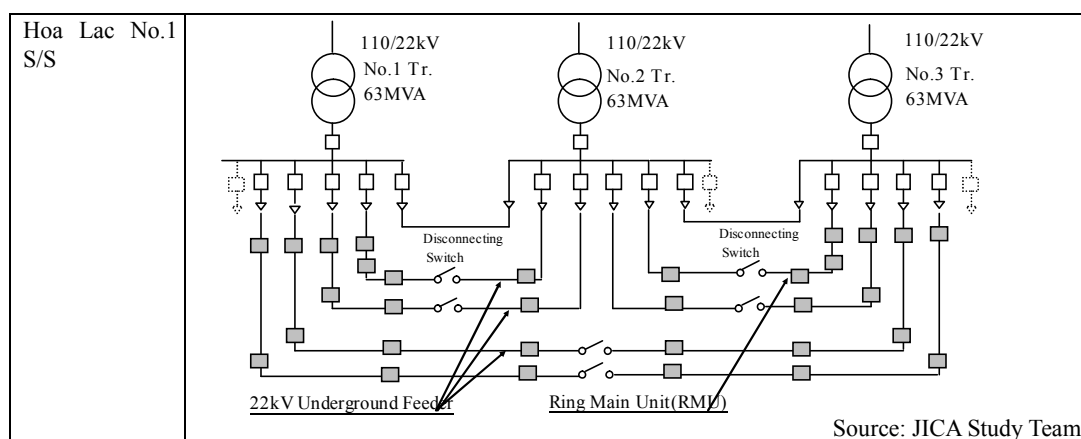 Hoa Lac No.1
S/S
110/22kV
No.1 Tr.
63MVA
110/22kV
No.2 Tr.
63MVA
110/22kV
No.3 Tr.
63MVA
Disconnecting
Switch
Disconnecting
Switch
22kV Underground Feeder
Ring Main Unit(RMU)
Source: JICA Study Team